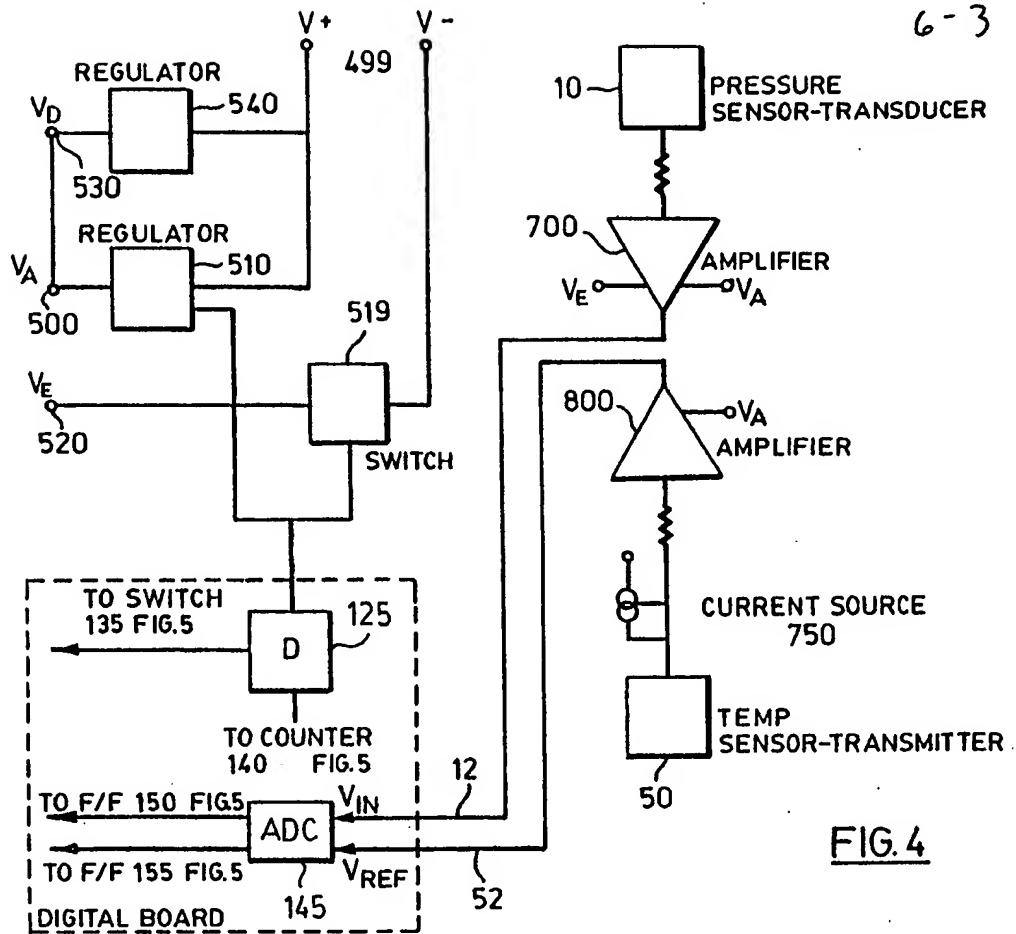 6-3
V+
V-
499
REGULATOR
540
VD
530
REGULATOR
510
VA
500
519
VE
520
SWITCH
10
PRESSURE
SENSOR-TRANSDUCER
700
AMPLIFIER
VE
VA
800
VA
AMPLIFIER
CURRENT SOURCE
750
TEMP
SENSOR-TRANSMITTER
50
TO SWITCH
135 FIG.5
125
D
TO COUNTER
140 FIG.5
TO F/F 150 FIG.5
ADC
VIN
12
TO F/F 155 FIG.5
VREF
52
145
DIGITAL BOARD
FIG.4